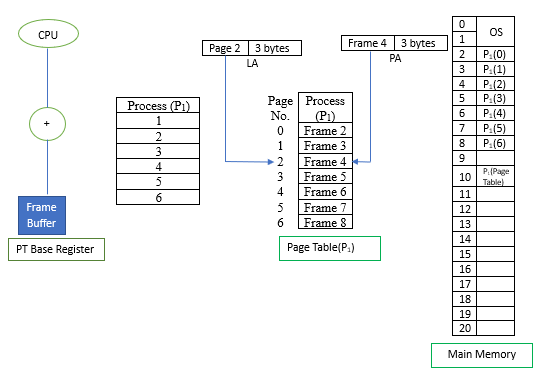 CPU
+
Frame
Buffer
PT Base Register
Process (P1)
1
2
3
4
5
6
Page 2 3 bytes
LA
Frame 4 3 bytes
PA
Page Process
No. (P1)
0 Frame 2
1 Frame 3
2 Frame 4
3 Frame 5
4 Frame 6
5 Frame 7
6 Frame 8
Page Table(P1)
0
OS
1
2 P1(0)
3 P1(1)
4 P1(2)
5 P1(3)
6 P1(4)
7 P1(5)
8 P1(6)
9
10 P1(Page
Table)
11
12
13
14
15
16
17
18
19
20
Main Memory